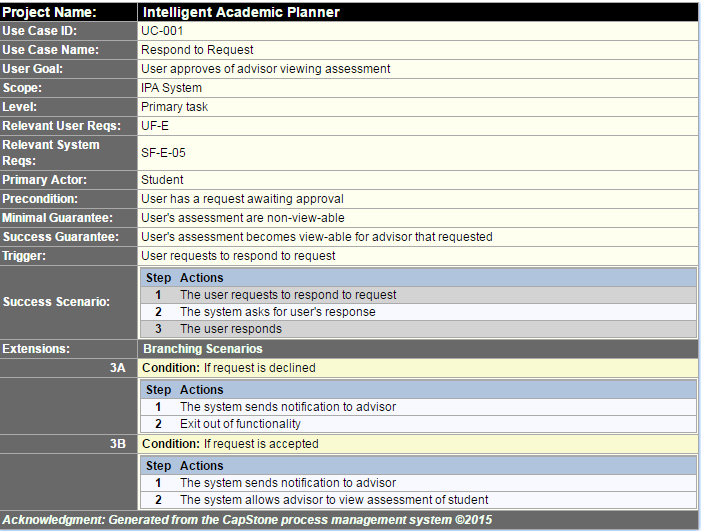 Project Name: Intelligent Academic Planner
Use Case ID: UC-001
Use Case Name: Respond to Request
User Goal: User approves of advisor viewing assessment
Scope: IPA System
Level: Primary task
Relevant User Reqs: UF-E
Relevant System
Reqs: SF-E-05
Primary Actor: Student
Precondition: User has a request awaiting approval
Minimal Guarantee: User's assessment are non-view-able
Success Guarantee: User's assessment becomes view-able for advisor that requested
Trigger: User requests to respond to request
Success Scenario:
Step Actions
1 The user requests to respond to request
2 The system asks for user's response
3 The user responds
Extensions: Branching Scenarios
3A Condition: If request is declined
Step Actions
1 The system sends notification to advisor
2 Exit out of functionality
3B Condition: If request is accepted
Step Actions
1 The system sends notification to advisor
2 The system allows advisor to view assessment of student
Acknowledgment: Generated from the CapStone process management system ©2015